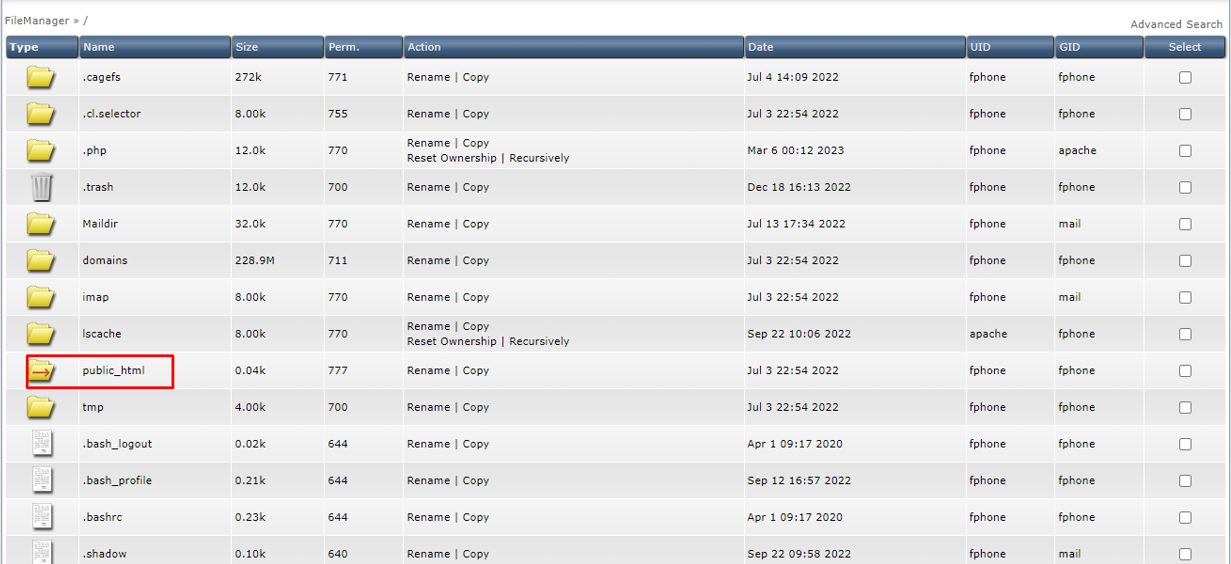 FileManager » /
Advanced Search
Type Name Size Perm. Action Date UID GID Select
.cagefs 272k 771 Rename | Copy Jul 4 14:09 2022 fphone fphone
.cl.selector 8.00k 755 Rename | Copy Jul 3 22:54 2022 fphone fphone
.php 12.0k 770 Rename | Copy Mar 6 00:12 2023 fphone apache
Reset Ownership | Recursively
.trash 12.0k 700 Rename | Copy Dec 18 16:13 2022 fphone fphone
Maildir 32.0k 770 Rename | Copy Jul 13 17:34 2022 fphone mail
domains 228.9M 711 Rename | Copy Jul 3 22:54 2022 fphone fphone
imap 8.00k 770 Rename | Copy Jul 3 22:54 2022 fphone mail
lscache 8.00k 770 Rename | Copy Sep 22 10:06 2022 apache fphone
Reset Ownership | Recursively
public_html 0.04k 777 Rename | Copy Jul 3 22:54 2022 fphone fphone
tmp 4.00k 700 Rename | Copy Jul 3 22:54 2022 fphone fphone
.bash_logout 0.02k 644 Rename | Copy Apr 1 09:17 2020 fphone fphone
.bash_profile 0.21k 644 Rename | Copy Sep 12 16:57 2022 fphone fphone
.bashrc 0.23k 644 Rename | Copy Apr 1 09:17 2020 fphone fphone
.shadow 0.10k 640 Rename | Copy Sep 22 09:58 2022 fphone mail